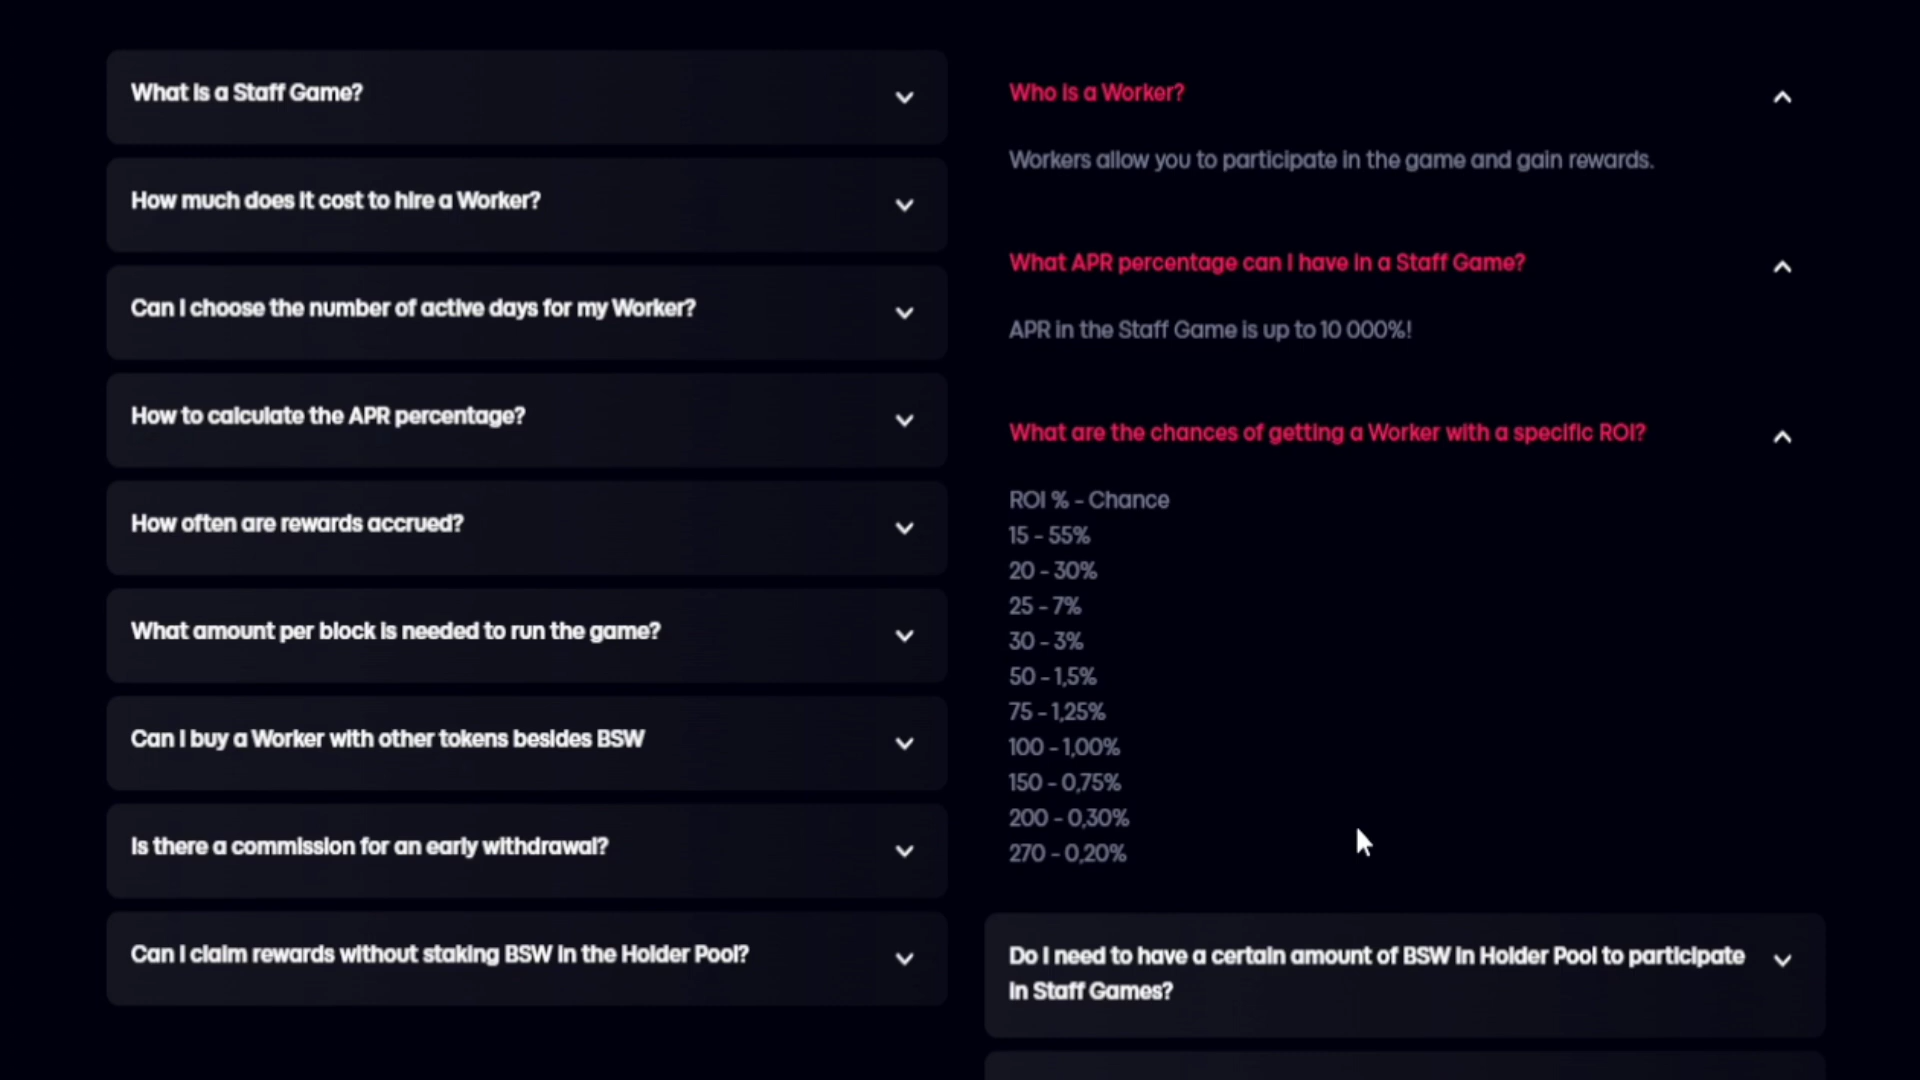 What is a Staff Game?
How much does it cost to hire a Worker?
Can I choose the number of active days for my Worker?
How to calculate the APR percentage?
How often are rewards accrued?
What amount per block is needed to run the game?
Can I buy a Worker with other tokens besides BSW
Is there a commission for an early withdrawal?
Can I claim rewards without staking BSW in the Holder Pool?
Who is a Worker?
Workers allow you to participate in the game and gain rewards.
What APR percentage can I have in a Staff Game?
APR in the Staff Game is up to 10 000%!
What are the chances of getting a Worker with a specific ROI?
ROI % - Chance
15 - 55%
20 - 30%
25 - 7%
30 - 3%
50 - 1,5%
75 - 1,25%
100 - 1,00%
150 - 0,75%
200 - 0,30%
270 - 0,20%
Do I need to have a certain amount of BSW in Holder Pool to participate
in Staff Games?